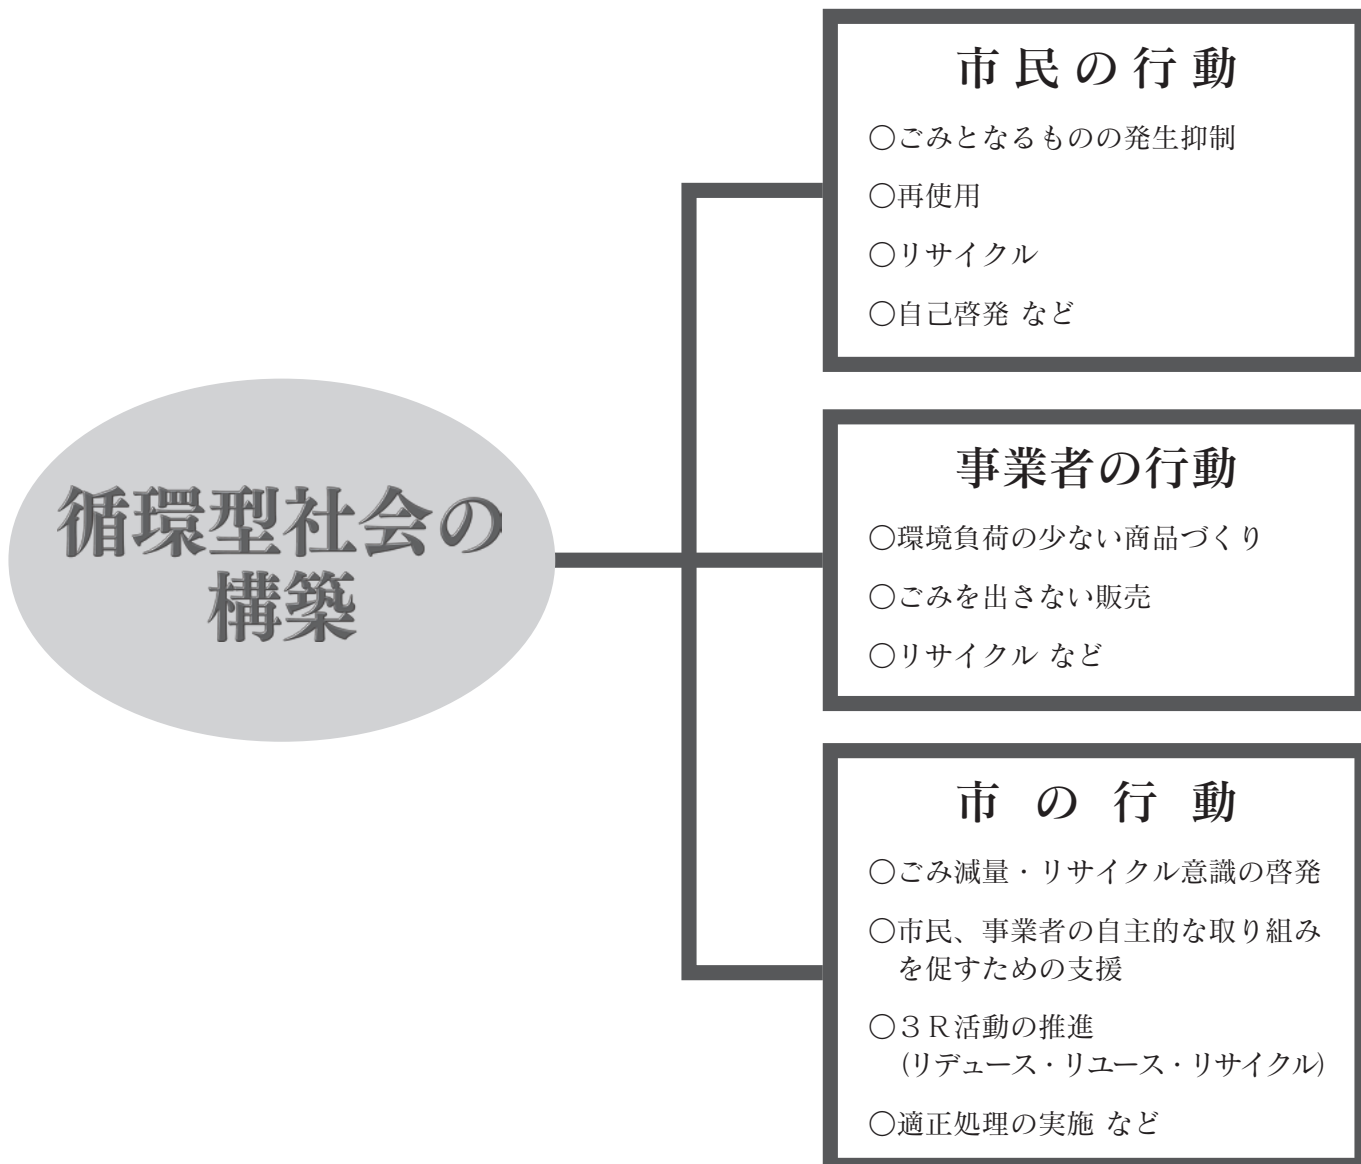 循環型社会の
構築
市民の行動
○ごみとなるものの発生抑制
○再使用
○リサイクル
○自己啓発 など
事業者の行動
○環境負荷の少ない商品づくり
○ごみを出さない販売
○リサイクル など
市の行動
○ごみ減量・リサイクル意識の啓発
○市民、事業者の自主的な取り組み
を促すための支援
○３Ｒ活動の推進
(リデュース・リユース・リサイクル)
○適正処理の実施 など